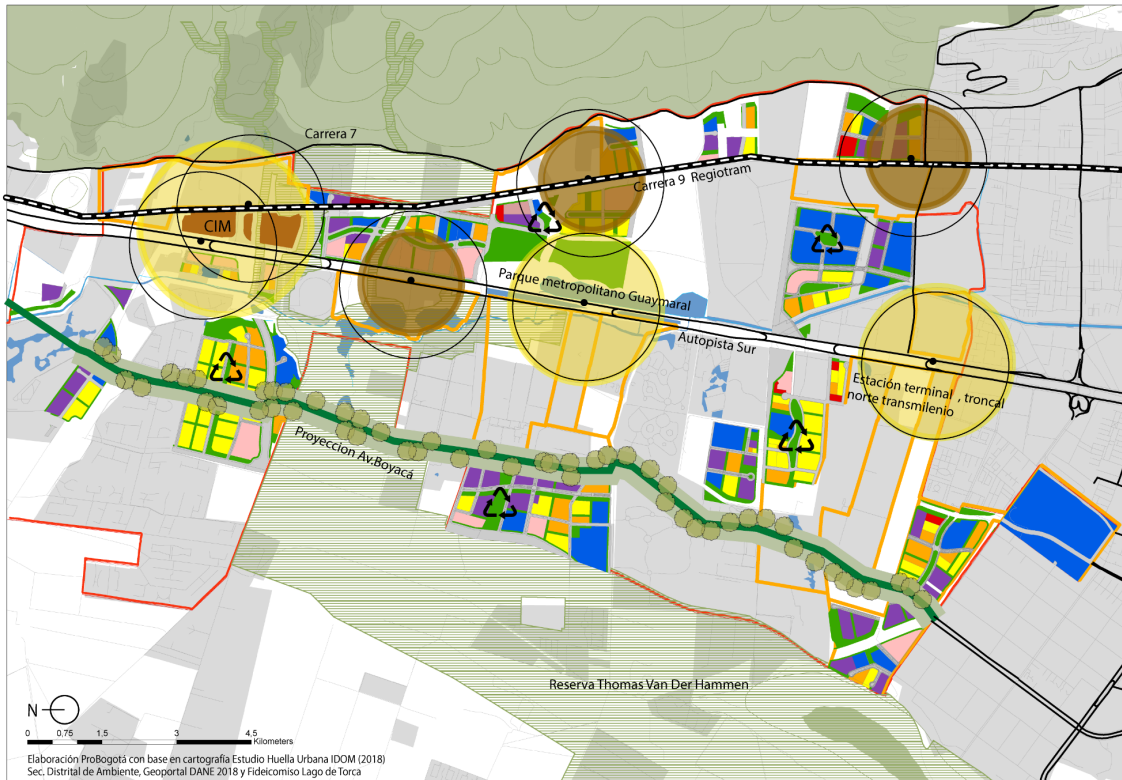 Carrera 7
Carrera 9 Regiotram
CIM
Parque metropolitano Guaymaral
Autopista Sur
Estación terminal , troncal
norte transmilenio
Proyeccion Av.Boyacá
Reserva Thomas Van Der Hammen
N
0 0,75 1,5 3 4,5
Kilometers
Elaboración ProBogotá con base en cartografía Estudio Huella Urbana IDOM (2018)
Sec, Distrital de Ambiente, Geoportal DANE 2018 y Fideicomiso Lago de Torca